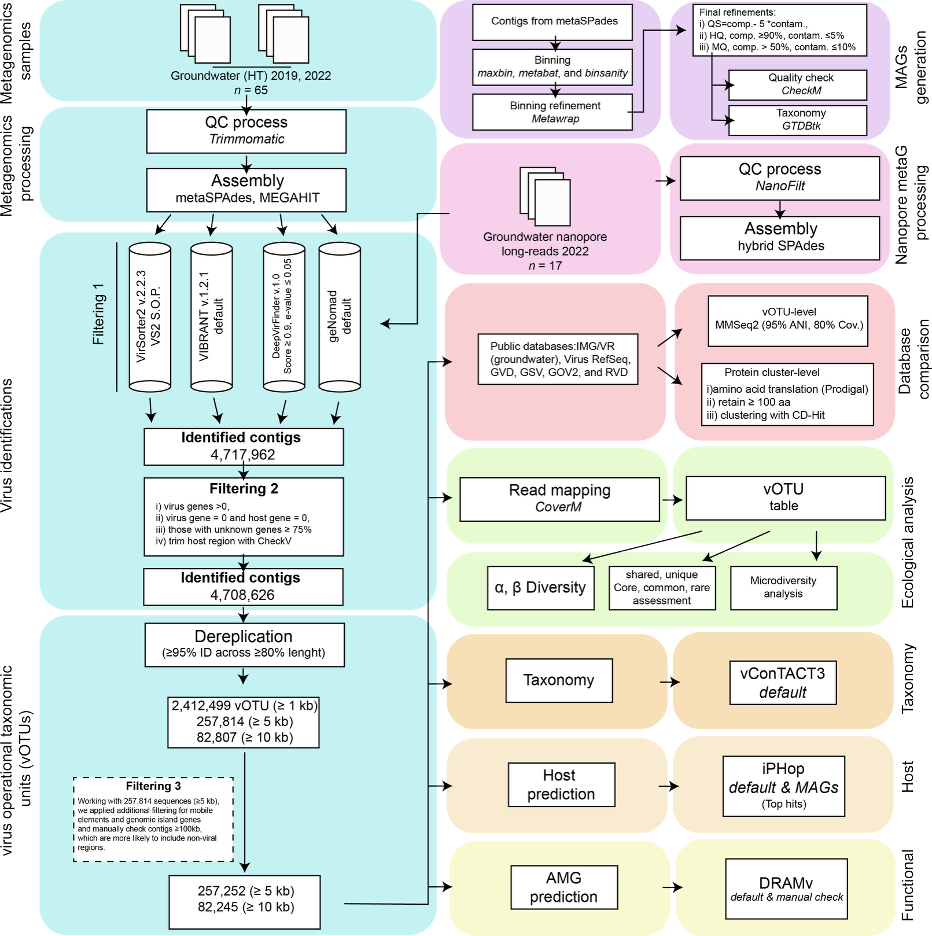 Metagenomics
samples
Groundwater (HT) 2019, 2022
n = 65
Metagenomics
processing
QC process
Trimmomatic
Assembly
metaSPAdes, MEGAHIT
Virus identifications
Filtering 1
VirSorter2 v.2.2.3
VS2 S.O.P.
VIBRANT v.1.2.1
default
DeepVirFinder v.1.0
Score ≥ 0.9, e-value ≤ 0.05
geNomad
default
Identified contigs
4,717,962
Filtering 2
i) virus genes >0,
ii) virus gene = 0 and host gene = 0,
iii) those with unknown genes ≥ 75%
iv) trim host region with CheckV
Identified contigs
4,708,626
virus operational taxonomic
units (vOTUs)
Dereplication
(≥95% ID across ≥80% lenght)
2,412,499 vOTU (≥ 1 kb)
257,814 (≥ 5 kb)
82,807 (≥ 10 kb)
Filtering 3
Working with 257,814 sequences (≥5 kb),
we applied additional filtering for mobile
elements and genomic island genes
and manually check contigs ≥100kb,
which are more likely to include non-viral
regions.
257,252 (≥ 5 kb)
82,245 (≥ 10 kb)
Contigs from metaSPades
Binning
maxbin, metabat, and binsanity
Binning refinement
Metawrap
Final refinements:
i) QS=comp.- 5 *contam.,
ii) HQ, comp. ≥90%, contam. ≤5%
iii) MQ, comp. > 50%, contam. ≤10%
Quality check
CheckM
Taxonomy
GTDBtk
MAGs
generation
Groundwater nanopore
long-reads 2022
n = 17
QC process
NanoFilt
Assembly
hybrid SPAdes
Nanopore metaG
processing
Public databases:IMG/VR
(groundwater), Virus RefSeq,
GVD, GSV, GOV2, and RVD
vOTU-level
MMSeq2 (95% ANI, 80% Cov.)
Protein cluster-level
i)amino acid translation (Prodigal)
ii) retain ≥ 100 aa
iii) clustering with CD-Hit
Database
comparison
Read mapping
CoverM
vOTU
table
α, β Diversity
shared, unique
Core, common, rare
assessment
Microdiversity
analysis
Ecological analysis
Taxonomy
vConTACT3
default
Taxonomy
Host
prediction
iPHop
default & MAGs
(Top hits)
Host
AMG
prediction
DRAMv
default & manual check
Functional